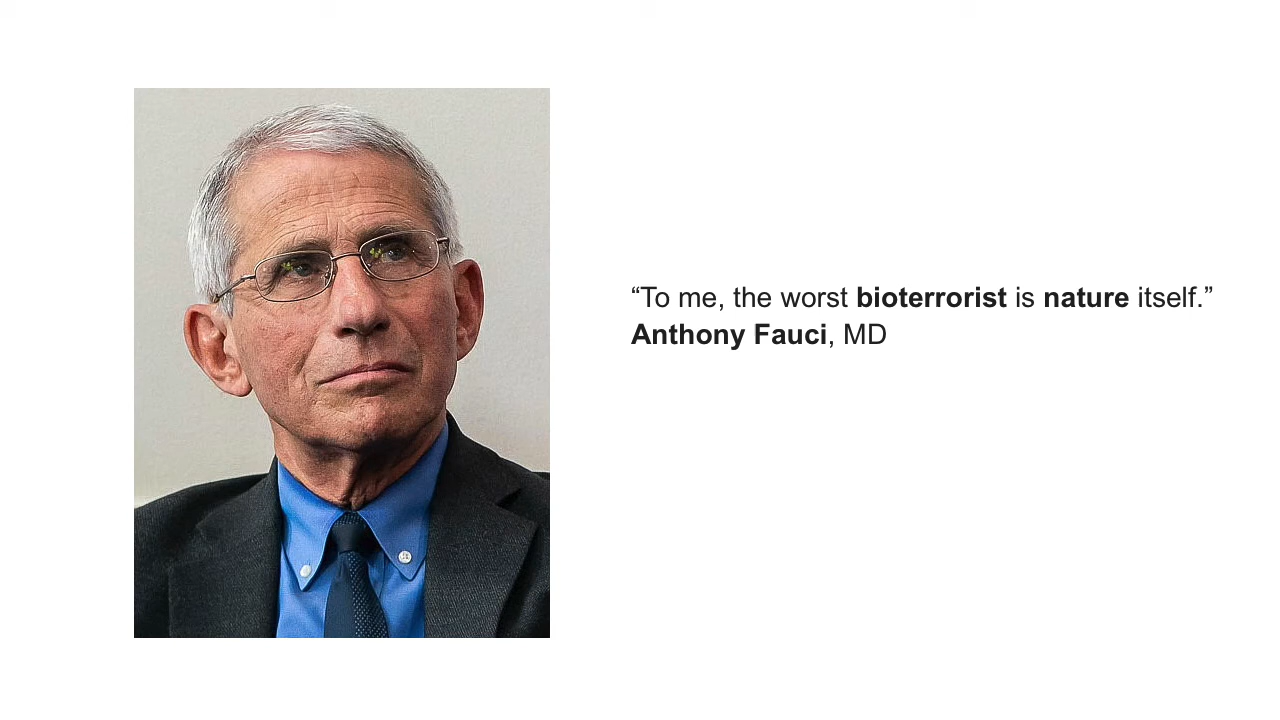 “To me, the worst bioterrorist is nature itself.”
Anthony Fauci, MD